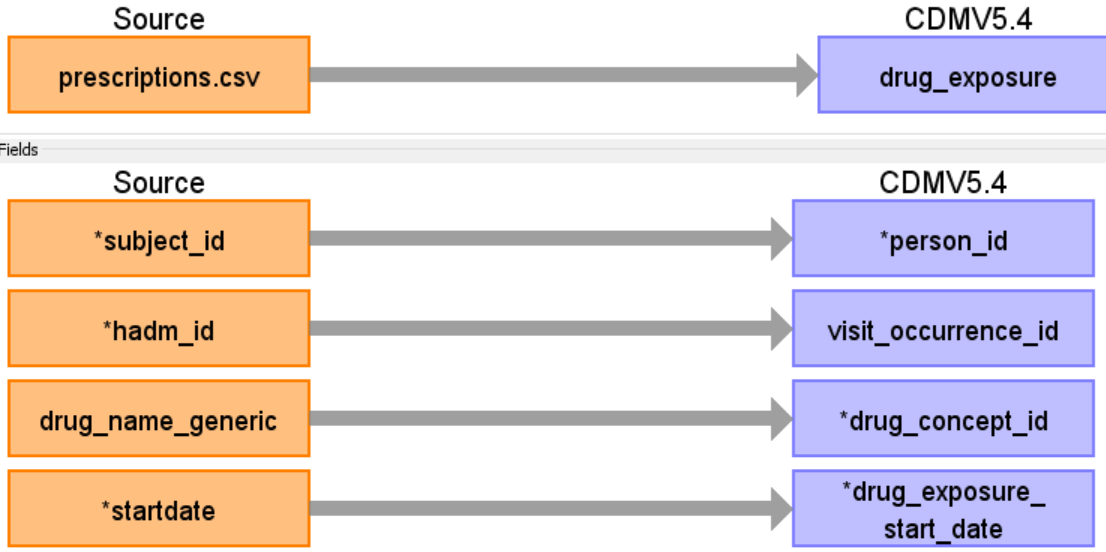 Source
CDMV5.4
prescriptions.csv
drug_exposure
Fields
Source
CDMV5.4
*subject_id
*person_id
*hadm_id
visit_occurrence_id
drug_name_generic
*drug_concept_id
*startdate
*drug_exposure_
start_date